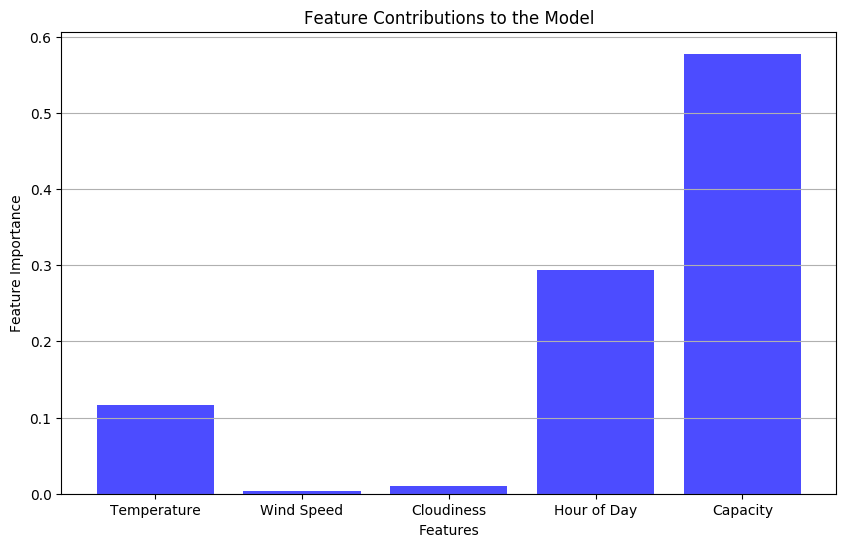 Feature Contributions to the Model
Feature Importance
0.6
0.5
0.4
0.3
0.2
0.1
0.0
Temperature
Wind Speed
Cloudiness
Hour of Day
Capacity
Features